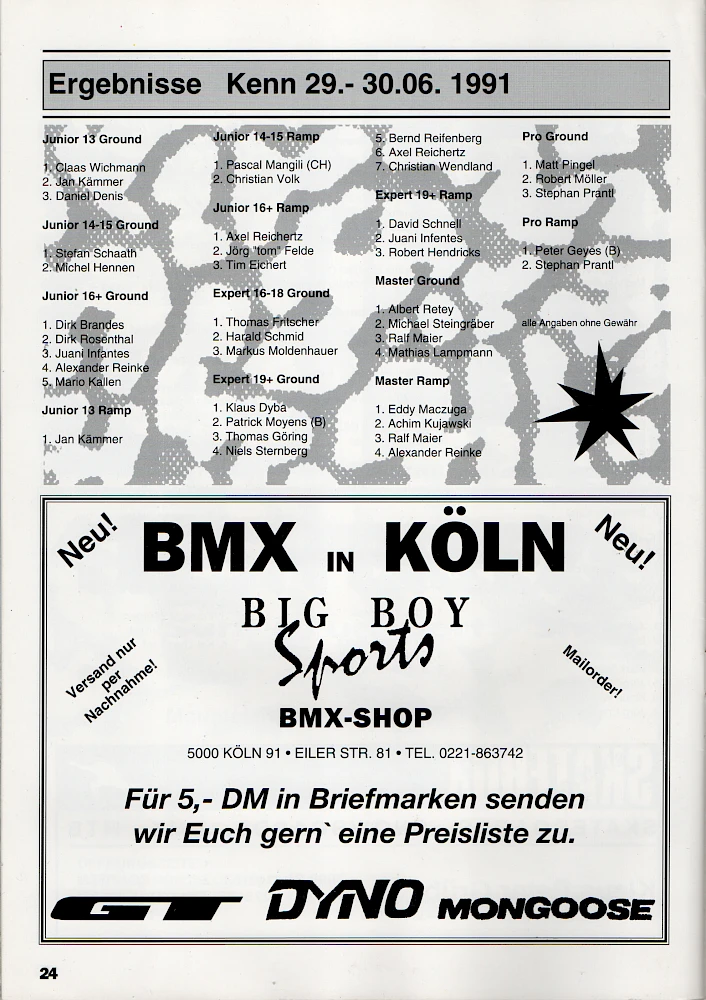 Ergebnisse Kenn 29.- 30.06. 1991
Junior 13 Ground
1. Claas Wichmann
2. Jan Kämmer
3. Daniel Denis
Junior 14-15 Ground
1. Stefan Schaath
2. Michel Hennen
Junior 16+ Ground
1. Dirk Brandes
2. Dirk Rosenthal
3. Juani Infantes
4. Alexander Reinke
5. Mario Kallen
Junior 13 Ramp
1. Jan Kämmer
Junior 14-15 Ramp
1. Pascal Mangili (CH)
2. Christian Volk
Junior 16+ Ramp
1. Axel Reichertz
2. Jörg "tom" Felde
3. Tim Eichert
Expert 16-18 Ground
1. Thomas Fritscher
2. Harald Schmid
3. Markus Moldenhauer
Expert 19+ Ground
1. Klaus Dyba
2. Patrick Moyens (B)
3. Thomas Göring
4. Niels Sternberg
5. Bernd Reifenberg
6. Axel Reichertz
7. Christian Wendland
Expert 19+ Ramp
1. David Schnell
2. Juani Infentes
3. Robert Hendricks
Master Ground
1. Albert Retey
2. Michael Steingräber
3. Ralf Maier
4. Mathias Lampmann
Master Ramp
1. Eddy Maczuga
2. Achim Kujawski
3. Ralf Maier
4. Alexander Reinke
Pro Ground
1. Matt Pingel
2. Robert Möller
3. Stephan Prantl
Pro Ramp
1. Peter Geyes (B)
2. Stephan Prantl
alle Angaben ohne Gewähr
Neu!
BMX IN KÖLN
Neu!
BIG BOY
Sports
Versand nur
per
Nachnahme!
Mailorder!
BMX-SHOP
5000 KÖLN 91 • EILER STR. 81 • TEL. 0221-863742
Für 5,- DM in Briefmarken senden
wir Euch gern` eine Preisliste zu.
GT DYNO MONGOOSE
24